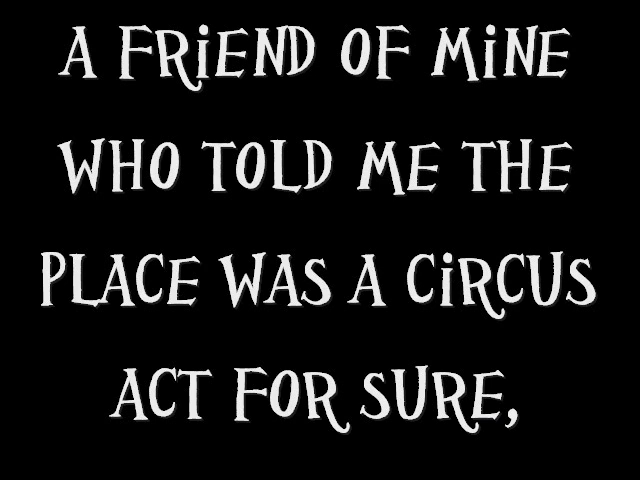 A FRiEND OF MiNE
WHO TOLD ME THE
PLACE WAS A CiRCUS
ACT FOR SURE,